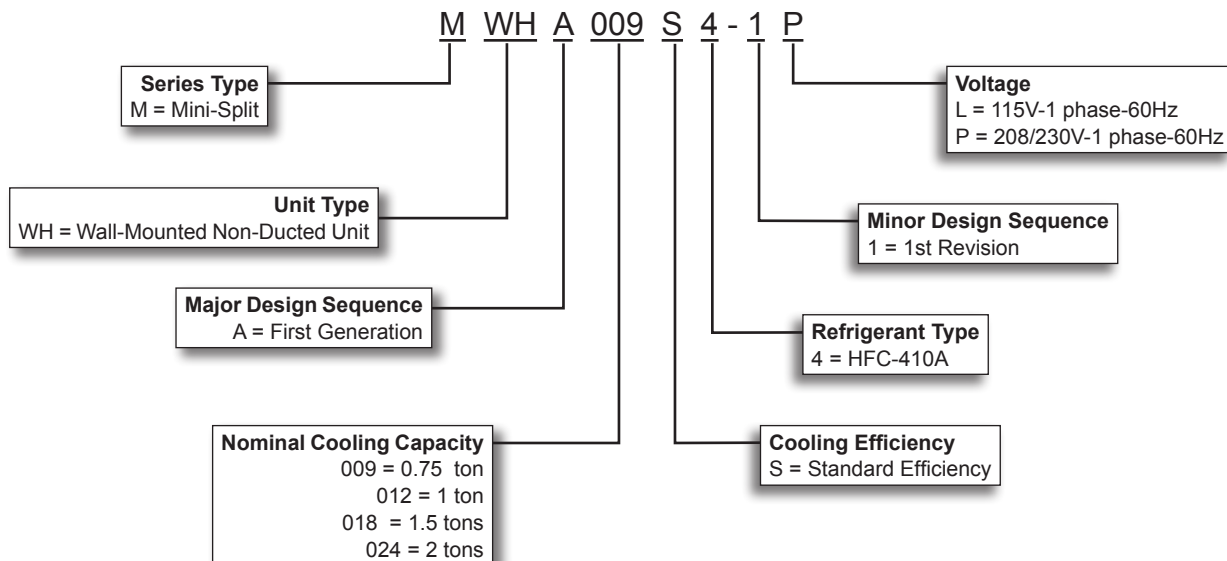 M WH A 009 S 4 - 1 P
Series Type
M = Mini-Split
Voltage
L = 115V-1 phase-60Hz
P = 208/230V-1 phase-60Hz
Unit Type
WH = Wall-Mounted Non-Ducted Unit
Minor Design Sequence
1 = 1st Revision
Major Design Sequence
A = First Generation
Refrigerant Type
4 = HFC-410A
Nominal Cooling Capacity
009 = 0.75 ton
012 = 1 ton
018 = 1.5 tons
024 = 2 tons
Cooling Efficiency
S = Standard Efficiency